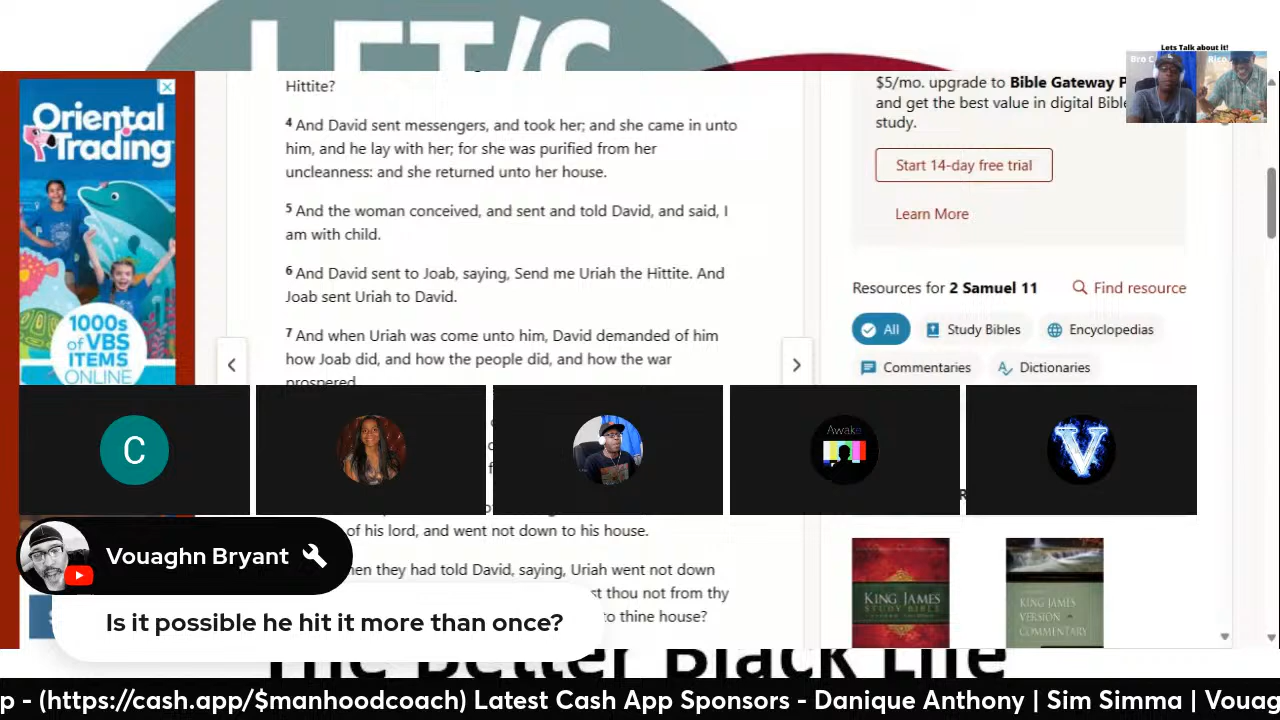 LET'S
Lets Talk about it!
Bro C
Rico
Oriental
Trading
1000s
of VBS
ITEMS
ONLINE
Hittite?
4 And David sent messengers, and took her; and she came in unto
him, and he lay with her; for she was purified from her
uncleanness: and she returned unto her house.
5 And the woman conceived, and sent and told David, and said, I
am with child.
6 And David sent to Joab, saying, Send me Uriah the Hittite. And
Joab sent Uriah to David.
7 And when Uriah was come unto him, David demanded of him
how Joab did, and how the people did, and how the war
prospered.
of his lord, and went not down to his house.
they had told David, saying, Uriah went not down
thou not from thy
to thine house?
$5/mo. upgrade to Bible Gateway
and get the best value in digital
study.
Start 14-day free trial
Learn More
Resources for 2 Samuel 11
Find resource
All
Study Bibles
Encyclopedias
Commentaries
Dictionaries
C
Awake
V
KING JAMES
STUDY BIBLE
KING JAMES
VERSION
COMMENTARY
Vouaghn Bryant
Is it possible he hit it more than once?
The Better Black Life
p - (https://cash.app/$manhoodcoach) Latest Cash App Sponsors - Danique Anthony | Sim Simma | Vouag